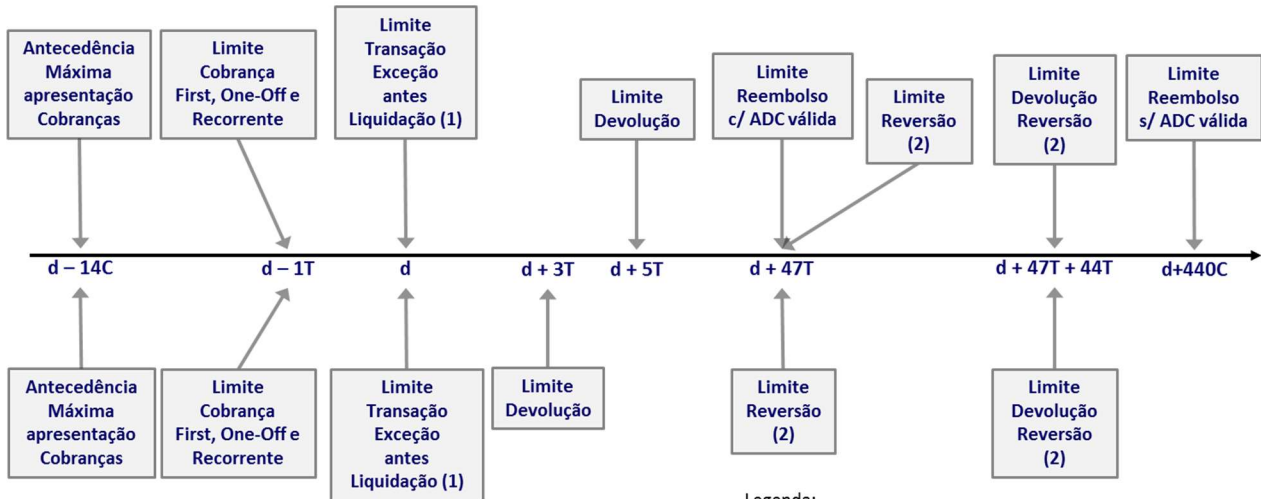 Antecedência
Máxima
apresentação
Cobranças
Limite
Cobrança
First, One-Off e
Recorrente
Limite
Transação
Exceção
antes
Liquidação (1)
Limite
Devolução
Limite
Reembolso
c/ ADC válida
Limite
Reversão
(2)
Limite
Devolução
Reversão
(2)
Limite
Reembolso
s/ ADC válida
d – 14C
d – 1T
d
d + 3T
d + 5T
d + 47T
d + 47T + 44T
d+440C
Antecedência
Máxima
apresentação
Cobranças
Limite
Cobrança
First, One-Off e
Recorrente
Limite
Transação
Exceção
antes
Liquidação (1)
Limite
Devolução
Limite
Reversão
(2)
Limite
Devolução
Reversão
(2)
Legenda: